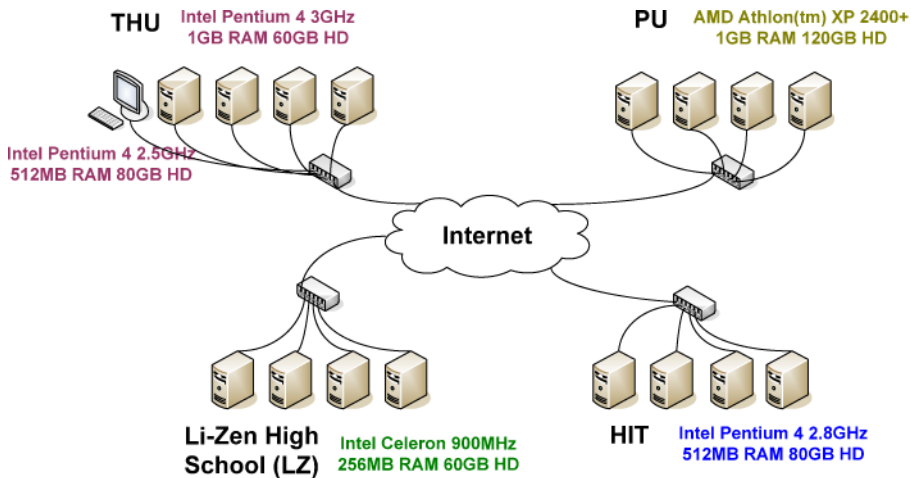 THU
Intel Pentium 4 3GHz
1GB RAM 60GB HD
PU
AMD Athlon(tm) XP 2400+
1GB RAM 120GB HD
Intel Pentium 4 2.5GHz
512MB RAM 80GB HD
Internet
Li-Zen High
School (LZ)
Intel Celeron 900MHz
256MB RAM 60GB HD
HIT
Intel Pentium 4 2.8GHz
512MB RAM 80GB HD